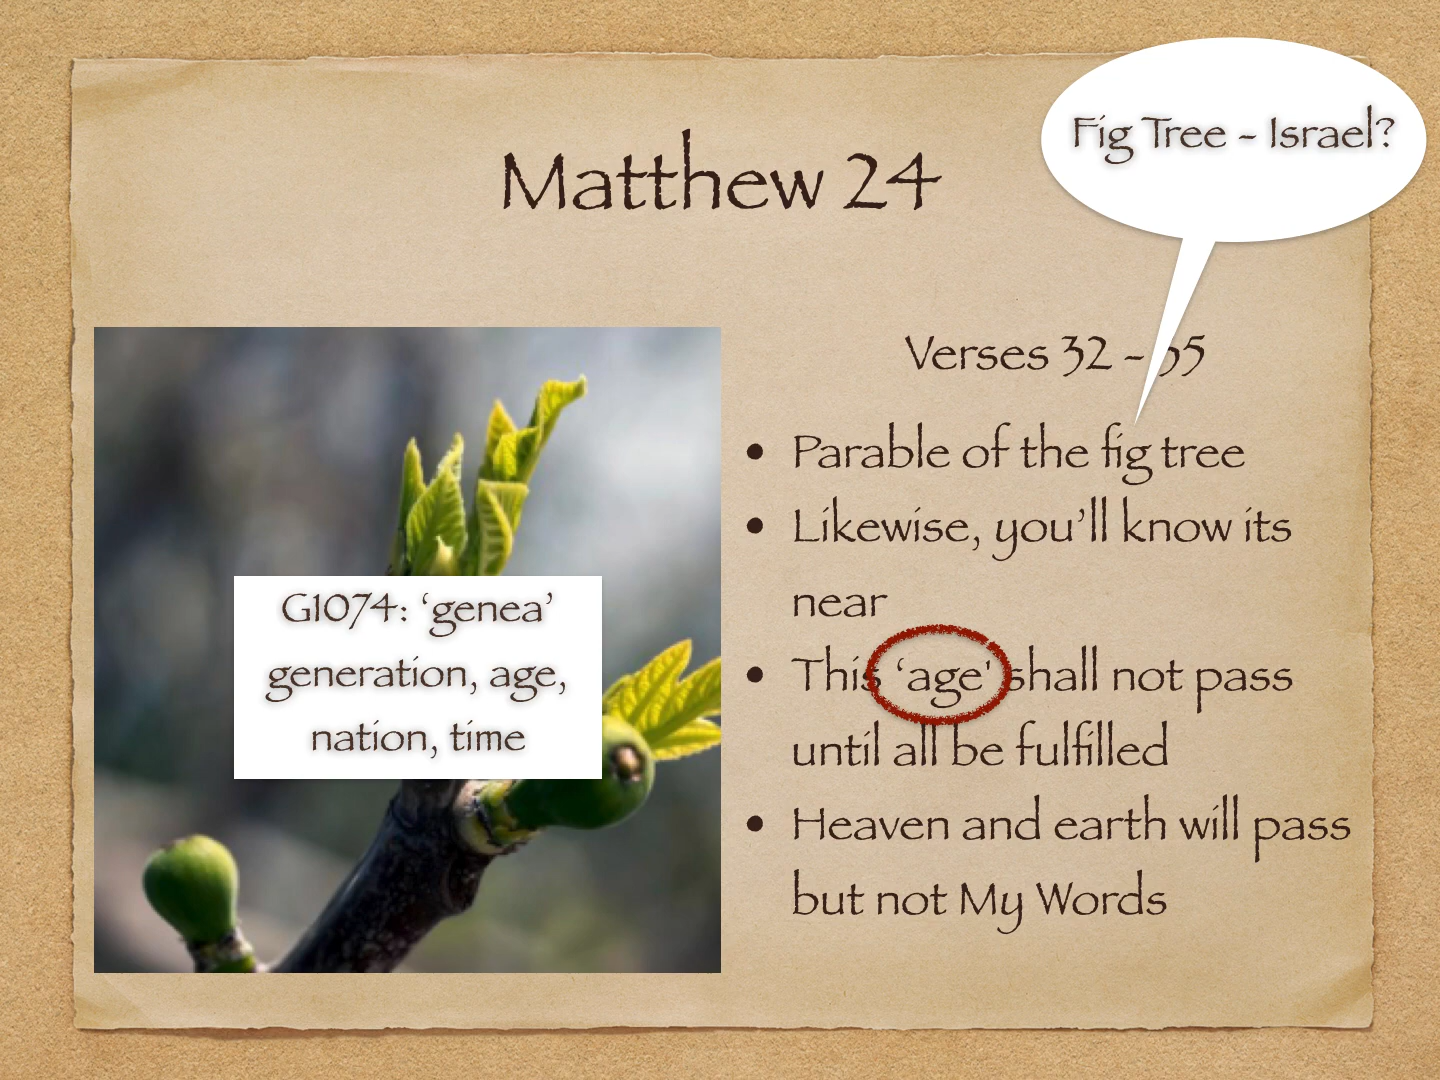 Fig Tree - Israel?
Matthew 24
Verses 32 - 35
Parable of the fig tree
Likewise, you'll know its
near
This 'age' shall not pass
until all be fulfilled
Heaven and earth will pass
but not My Words
G1074: 'genea'
generation, age,
nation, time